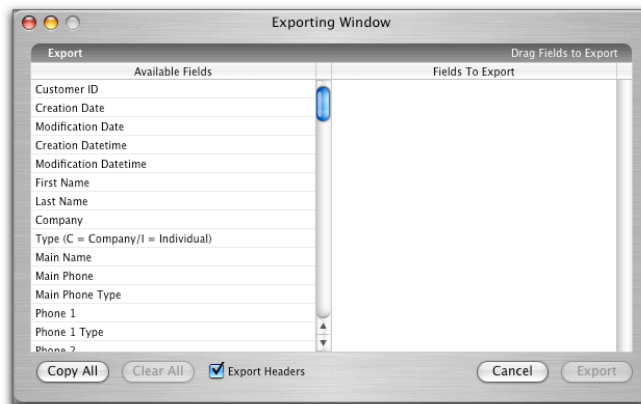 Exporting Window
Export
Drag Fields to Export
Available Fields
Fields To Export
Customer ID
Creation Date
Modification Date
Creation Datetime
Modification Datetime
First Name
Last Name
Company
Type (C = Company/I = Individual)
Main Name
Main Phone
Main Phone Type
Phone 1
Phone 1 Type
Phone 2
Copy All
Clear All
Export Headers
Cancel
Export